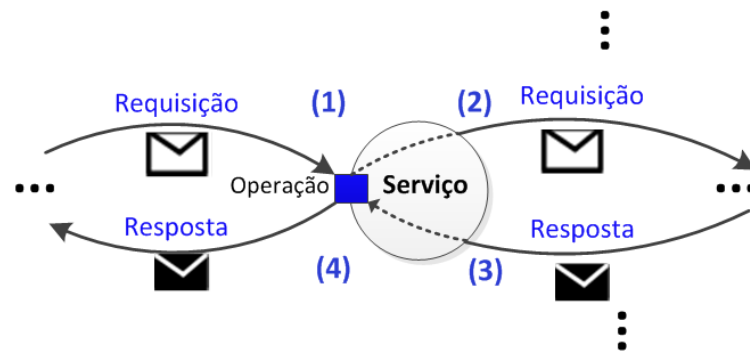 Requisição
(1)
(2)
Requisição
Operação
Serviço
Resposta
Resposta
(4)
(3)